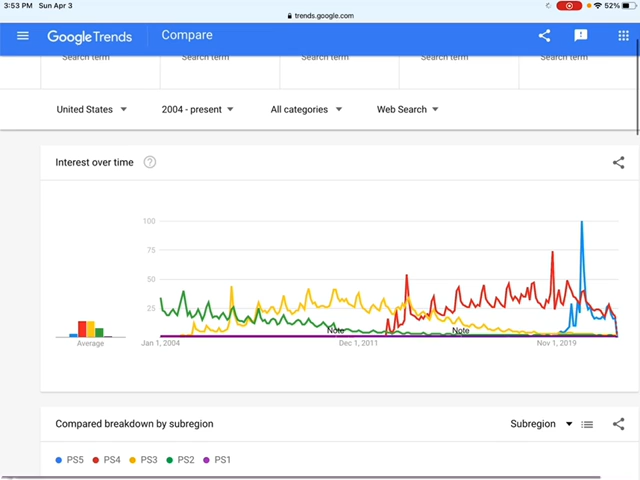 3:53 PM Sun Apr 3 52%
trends.google.com
Google Trends Compare
Search term Search term Search term Search term Search term
United States 2004 - present All categories Web Search
Interest over time ?
100
75
50
25
Note Note
Average Jan 1, 2004 Dec 1, 2011 Nov 1, 2019
Compared breakdown by subregion Subregion
PS5 PS4 PS3 PS2 PS1